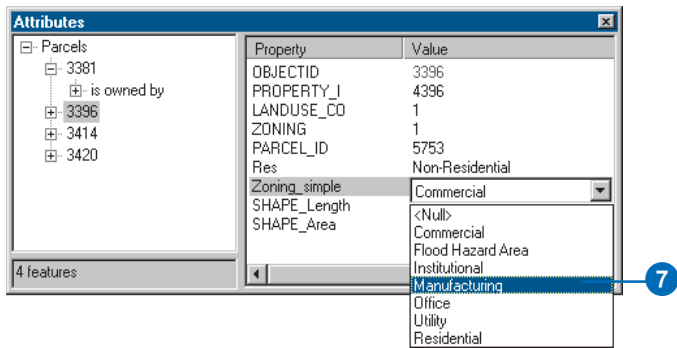 Attributes
Parcels
3381
is owned by
3396
3414
3420
4 features
Property Value
OBJECTID 3396
PROPERTY_I 4396
LANDUSE_CO 1
ZONING 1
PARCEL_ID 5753
Res Non-Residential
Zoning_simple Commercial
SHAPE_Length
SHAPE_Area
<Null>
Commercial
Flood Hazard Area
Institutional
Manufacturing
Office
Utility
Residential
7